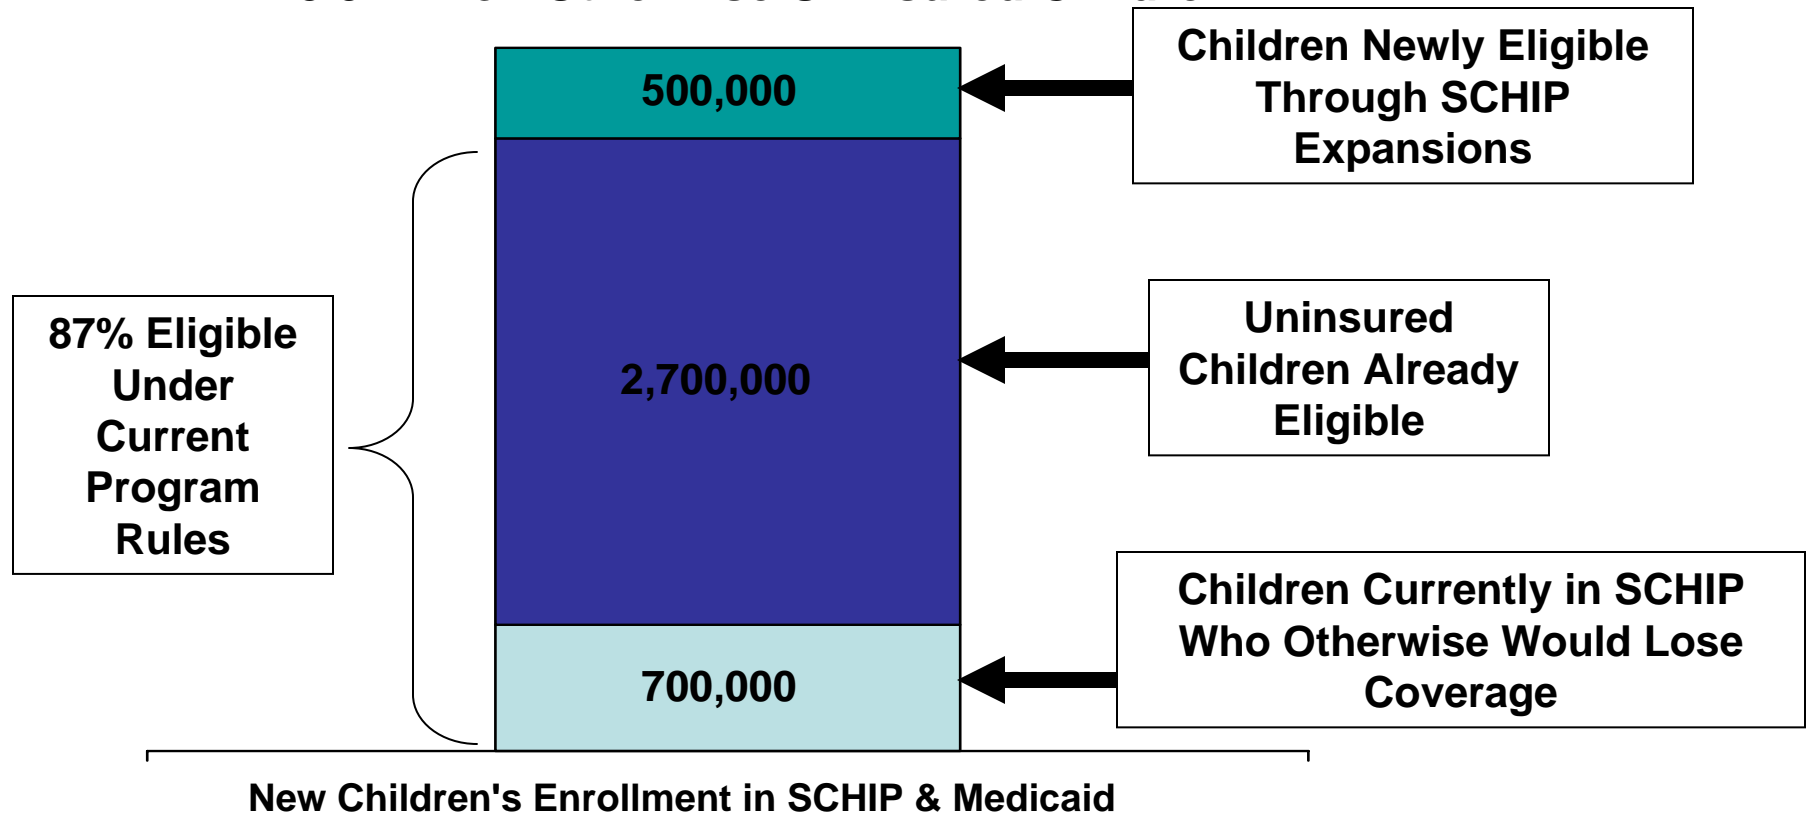 500,000
Children Newly Eligible
Through SCHIP
Expansions
87% Eligible
Under
Current
Program
Rules
2,700,000
Uninsured
Children Already
Eligible
700,000
Children Currently in SCHIP
Who Otherwise Would Lose
Coverage
New Children's Enrollment in SCHIP & Medicaid